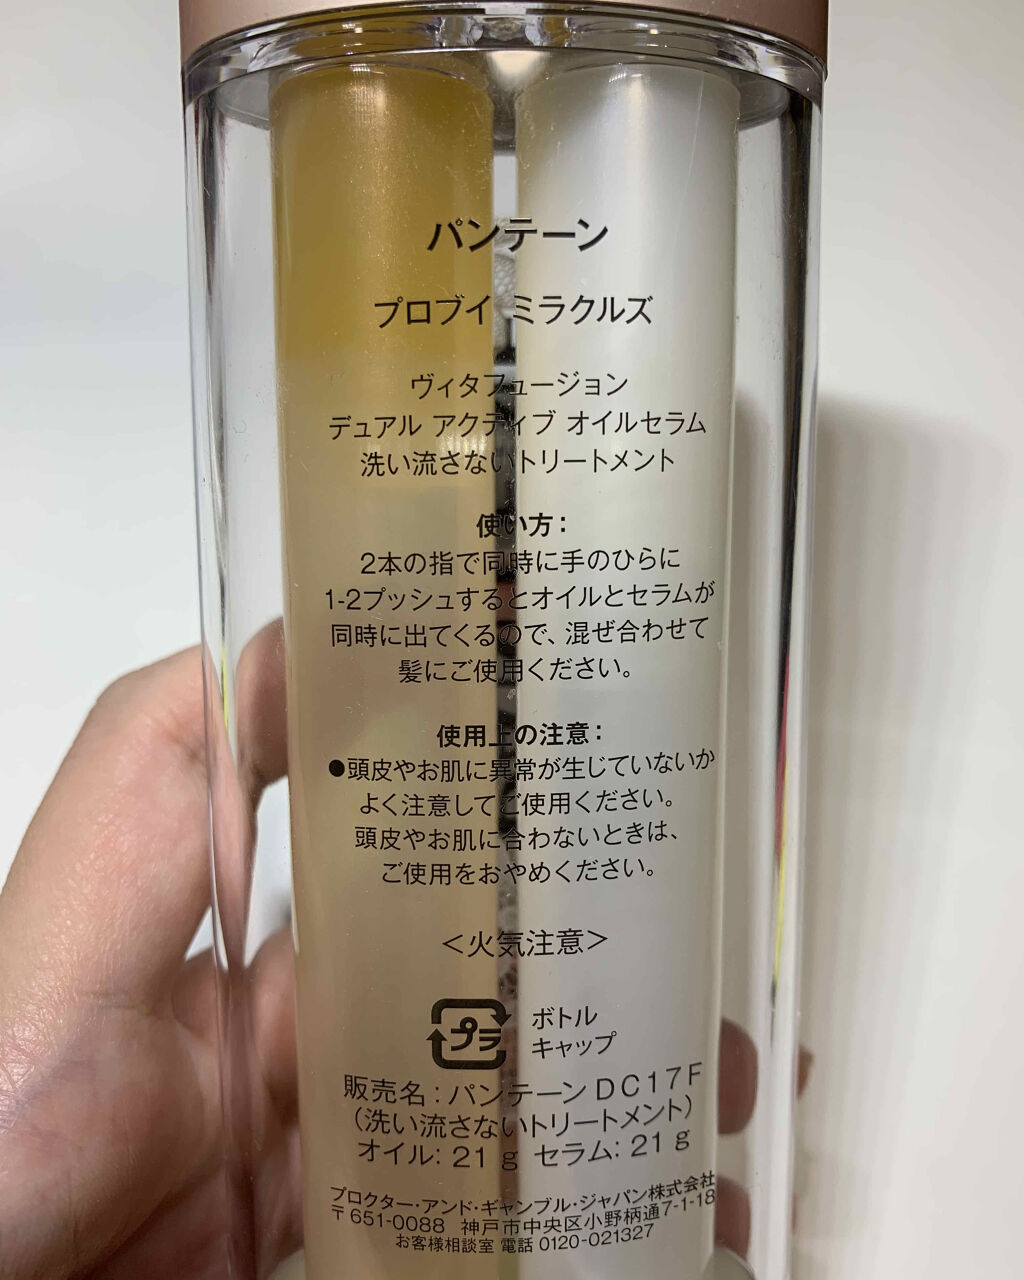 パンテーン
プロブイ ミラクルズ
ヴィタフュージョン
デュアル アクティブ オイルセラム
洗い流さないトリートメント
使い方：
2本の指で同時に手のひらに
1-2プッシュするとオイルとセラムが
同時に出てくるので、混ぜ合わせて
髪にご使用ください。
使用上の注意：
●頭皮やお肌に異常が生じていないか
よく注意してご使用ください。
頭皮やお肌に合わないときは、
ご使用をおやめください。
＜火気注意＞
プラ
ボトル
キャップ
販売名：パンテーンDC17F
（洗い流さないトリートメント）
オイル：21g セラム：21g
プロクター・アンド・ギャンブル・ジャパン株式会社
〒651-0088 神戸市中央区小野柄通7-1-18
お客様相談室 電話 0120-021327